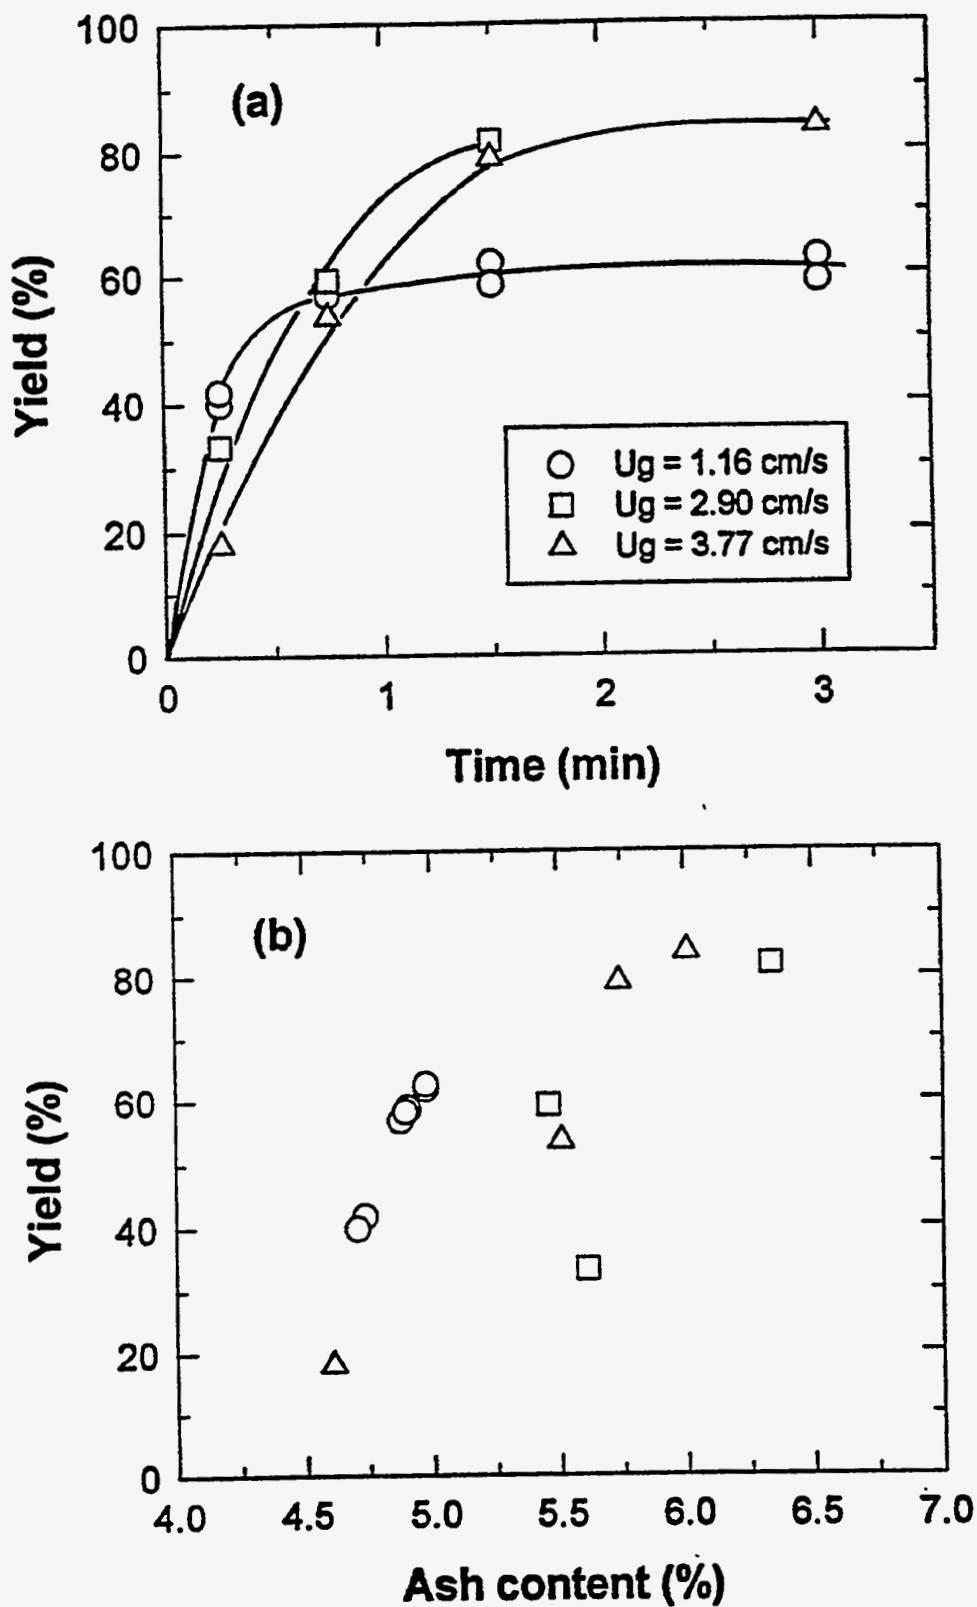 100
80
60
40
20
0
Yield (%)
(a)
Ug = 1.16 cm/s
Ug = 2.90 cm/s
Ug = 3.77 cm/s
0 1 2 3
Time (min)
100
80
60
40
20
0
Yield (%)
(b)
4.0 4.5 5.0 5.5 6.0 6.5 7.0
Ash content (%)